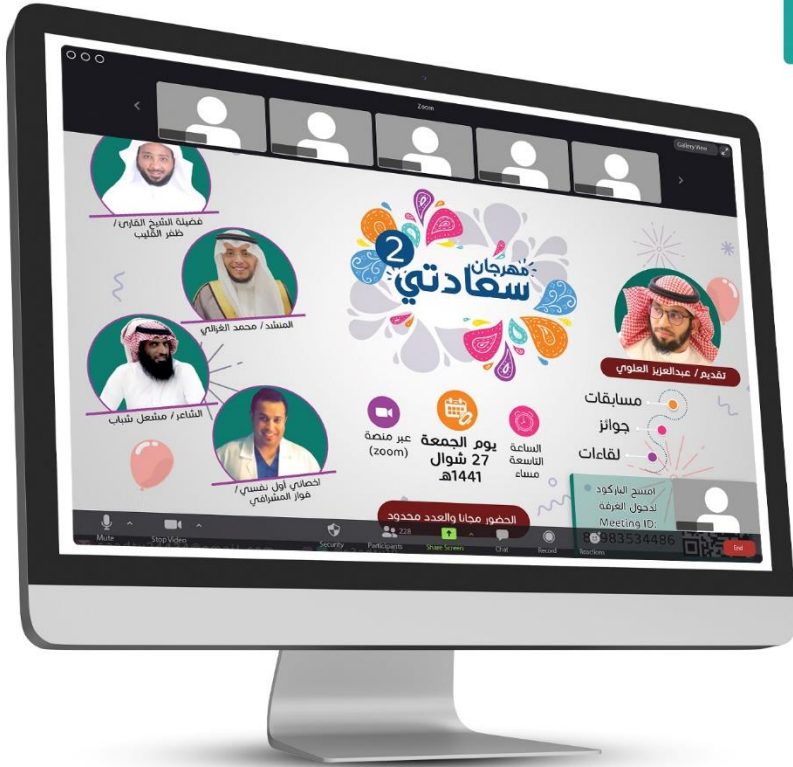 Zoom
Gallery View
فضيلة الشيخ القارئ /
ظفر القليب
المنشد / محمد الغزالي
الشاعر / مشعل شباب
اخصائي أول نفسي /
فواز المشرافي
مهرجان
سعادتي
2
تقديم / عبدالعزيز العلوي
مسابقات
جوائز
لقاءات
الساعة
التاسعة
مساء
يوم الجمعة
27 شوال
1441هـ
عبر منصة
(zoom)
الحضور مجانا والعدد محدود
امسح الباركود
لدخول الغرفة
Meeting ID:
983534486
Mute
Stop Video
Security
Participants
228
Share Screen
Chat
Record
Reactions
End